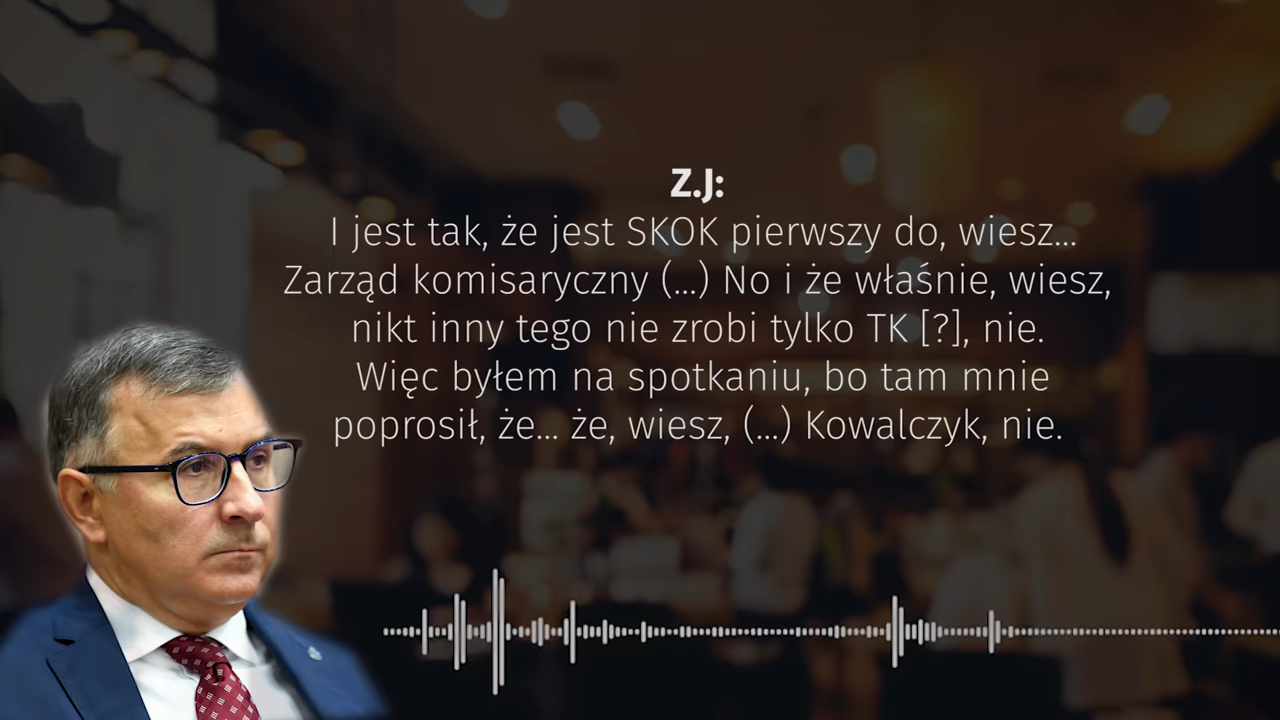 Z.J:
I jest tak, że jest SKOK pierwszy do, wiesz...
Zarząd komisaryczny (...) No i że właśnie, wiesz,
nikt inny tego nie zrobi tylko TK [?], nie.
Więc byłem na spotkaniu, bo tam mnie
poprosił, że... że, wiesz, (...) Kowalczyk, nie.